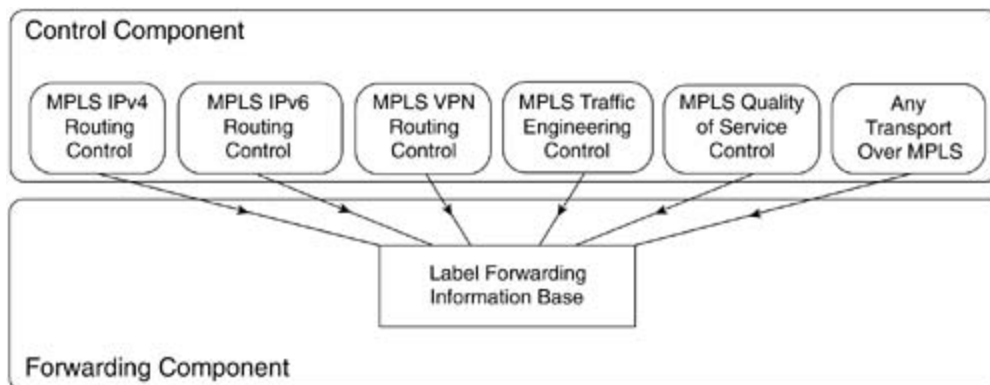 Control Component
MPLS IPv4
Routing
Control
MPLS IPv6
Routing
Control
MPLS VPN
Routing
Control
MPLS Traffic
Engineering
Control
MPLS Quality
of Service
Control
Any
Transport
Over MPLS
Label Forwarding
Information Base
Forwarding Component